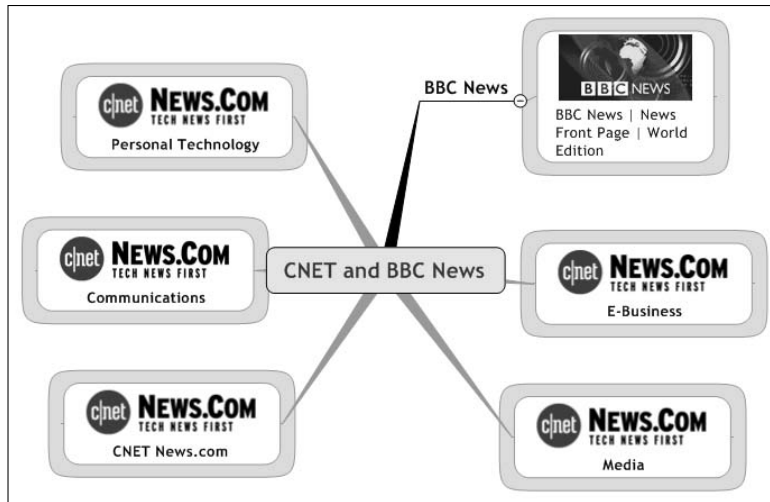 c|net NEWS.COM
TECH NEWS FIRST
Personal Technology
BBC News
BBC NEWS
BBC News | News
Front Page | World
Edition
c|net NEWS.COM
TECH NEWS FIRST
Communications
CNET and BBC News
c|net NEWS.COM
TECH NEWS FIRST
E-Business
c|net NEWS.COM
TECH NEWS FIRST
CNET News.com
c|net NEWS.COM
TECH NEWS FIRST
Media